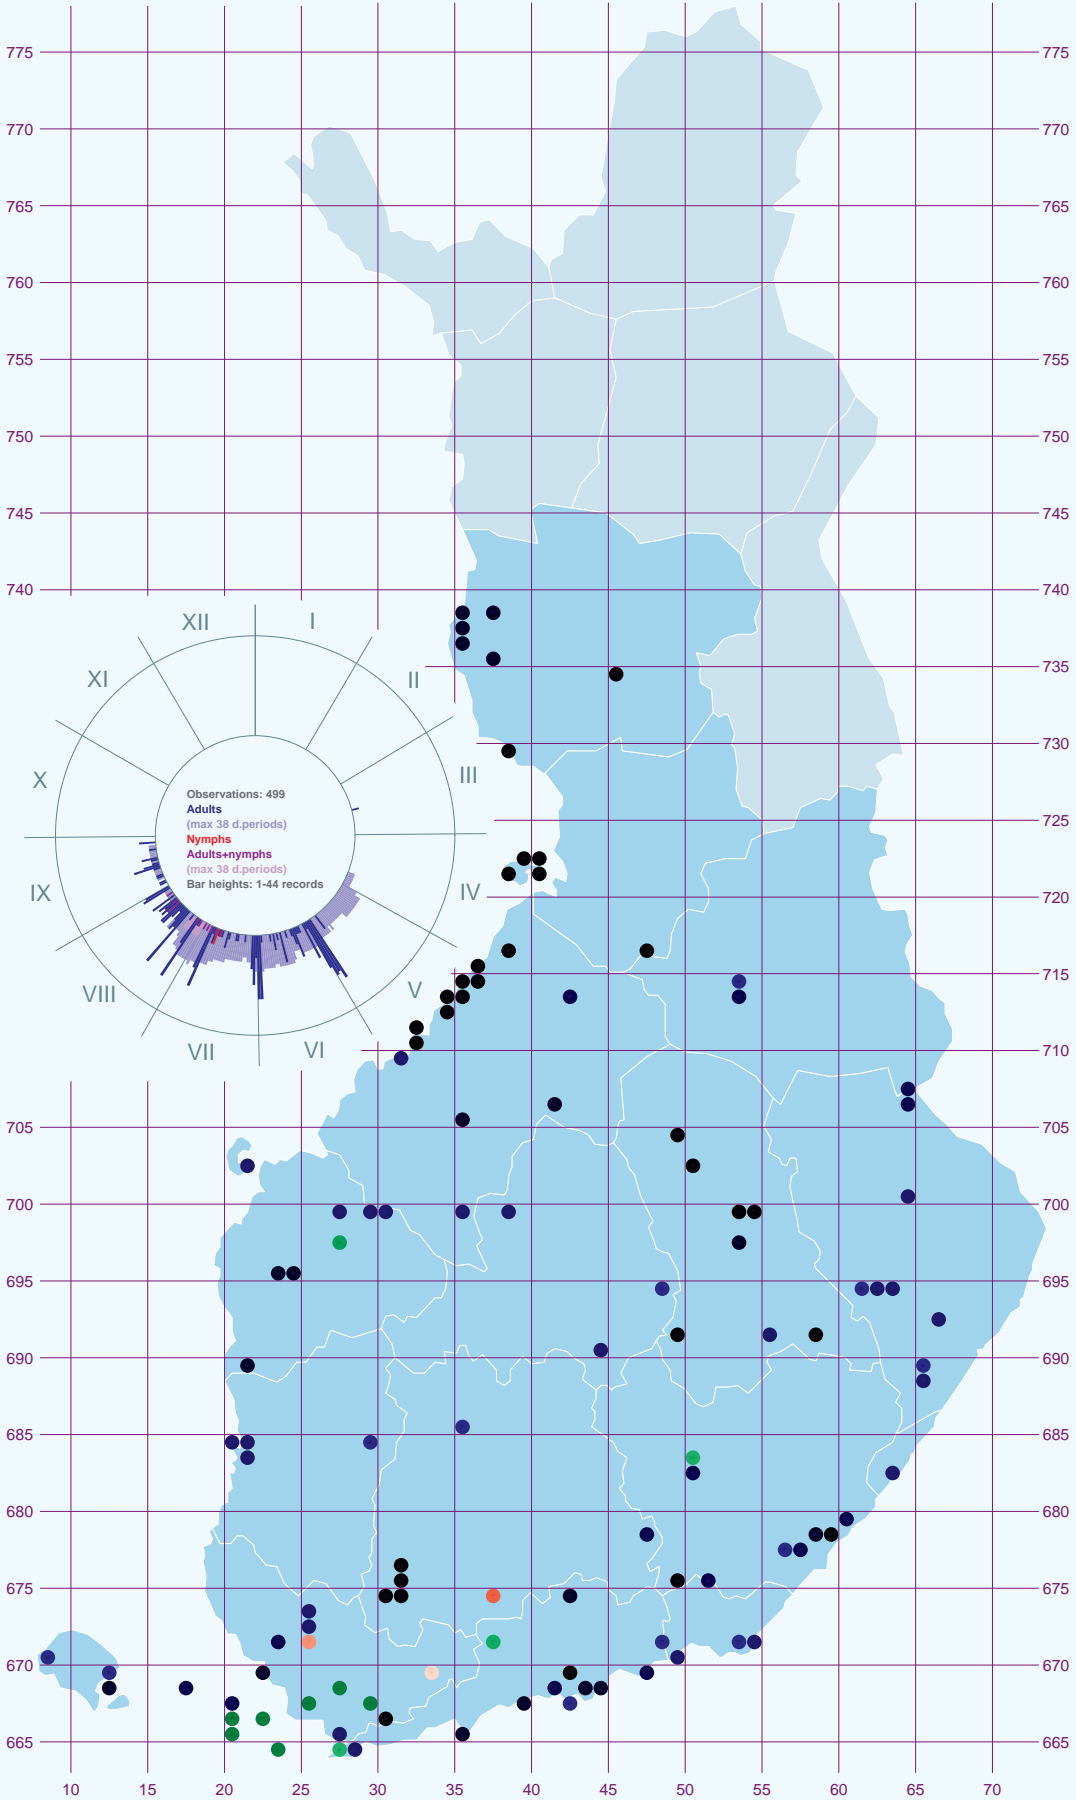 775 775
770 770
765 765
760 760
755 755
750 750
745 745
740 740
XII I
XI II
735 735
730 730
X III
Observations: 499
Adults
(max 38 d.periods)
725 725
Nymphs
Adults+nymphs
(max 38 d.periods)
Bar heights: 1-44 records
IX IV
720 720
715 715
VIII V
VII VI
710 710
705 705
700 700
695 695
690 690
685 685
680 680
675 675
670 670
665 665
10 15 20 25 30 35 40 45 50 55 60 65 70